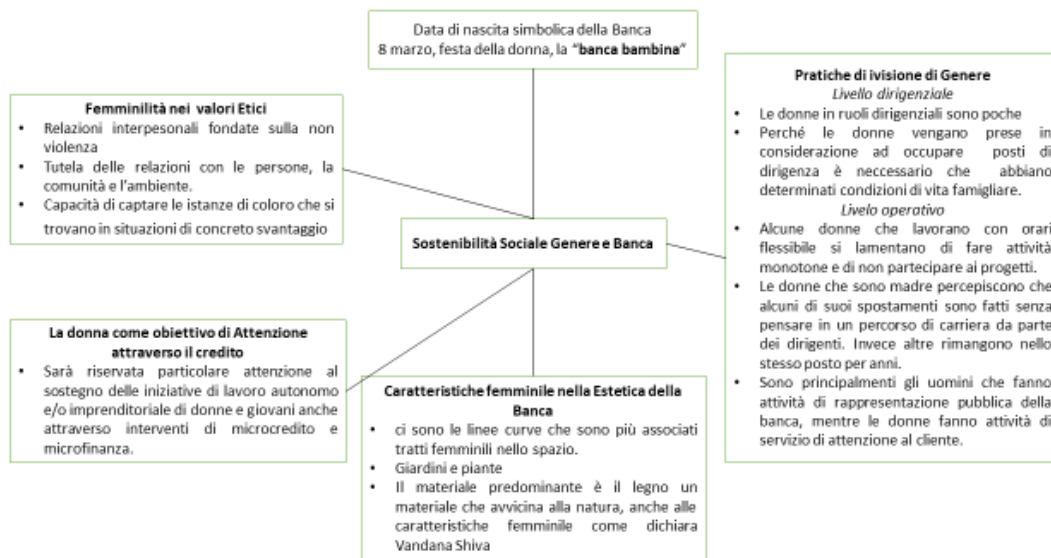 Data di nascita simbolica della Banca
8 marzo, festa della donna, la “banca bambina”
Femminilità nei valori Etici
• Relazioni interpesonali fondate sulla non
violenza
• Tutela delle relazioni con le persone, la
comunità e l’ambiente.
• Capacità di captare le istanze di coloro che si
trovano in situazioni di concreto svantaggio
Pratiche di ivisione di Genere
Livello dirigenziale
• Le donne in ruoli dirigenziali sono poche
• Perché le donne vengano prese in
considerazione ad occupare posti di
dirigenza è neccessario che abbiano
determinati condizioni di vita famigliare.
Livelo operativo
• Alcune donne che lavorano con orari
flessibile si lamentano di fare attività
monotone e di non partecipare ai progetti.
• Le donne che sono madre percepiscono che
alcuni di suoi spostamenti sono fatti senza
pensare in un percorso di carriera da parte
dei dirigenti. Invece altre rimangono nello
stesso posto per anni.
• Sono principalmente gli uomini che fanno
attività di rappresentazione pubblica della
banca, mentre le donne fanno attività di
servizio di attenzione al cliente.
Sostenibilità Sociale Genere e Banca
La donna come obiettivo di Attenzione
attraverso il credito
• Sarà riservata particolare attenzione al
sostegno delle iniziative di lavoro autonomo
e/o imprenditoriale di donne e giovani anche
attraverso interventi di microcredito e
microfinanza.
Caratteristiche femminile nella Estetica della
Banca
• ci sono le linee curve che sono più associati
tratti femminili nello spazio.
• Giardini e piante
• Il materiale predominante è il legno un
materiale che avvicina alla natura, anche alle
caratteristiche femminile come dichiara
Vandana Shiva